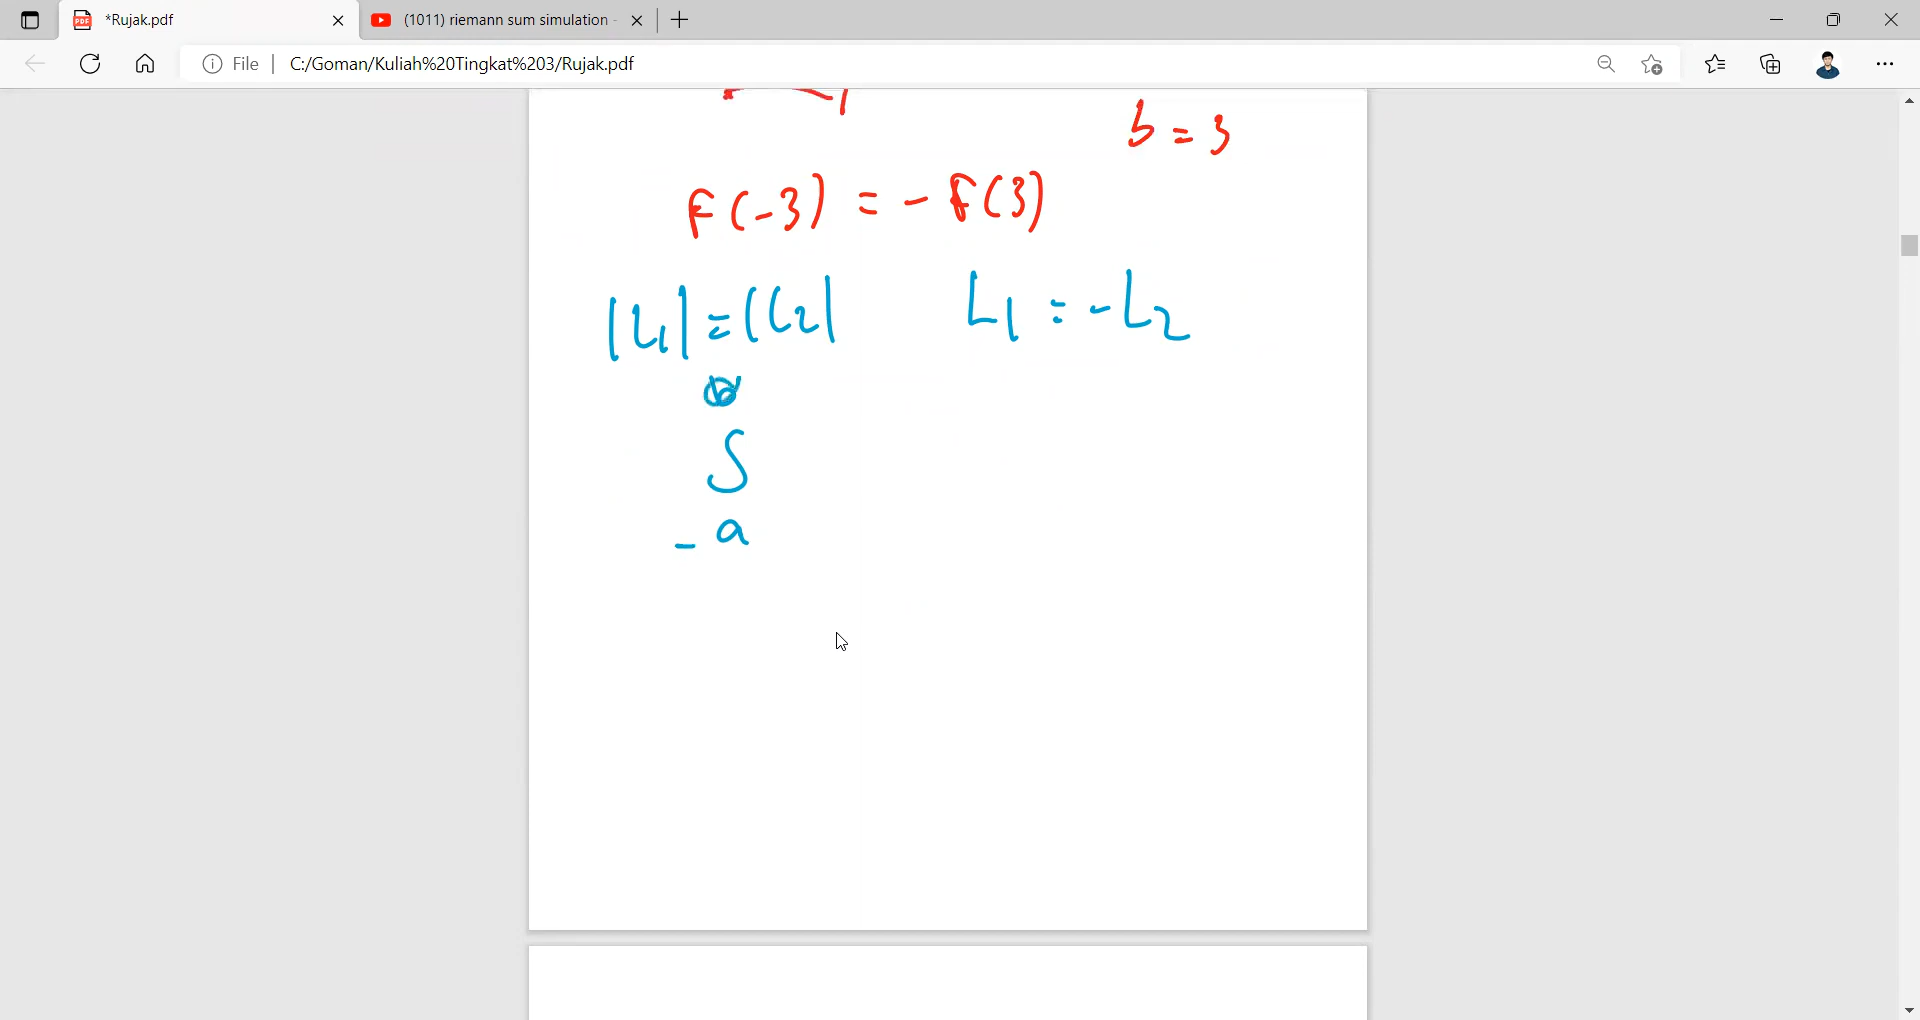 *Rujak.pdf
(1011) riemann sum simulation -
File
C:/Goman/Kuliah%20Tingkat%203/Rujak.pdf
b = 3
F(-3) = - F(3)
|L1| = |L2|
L1 = -L2
∫
- a